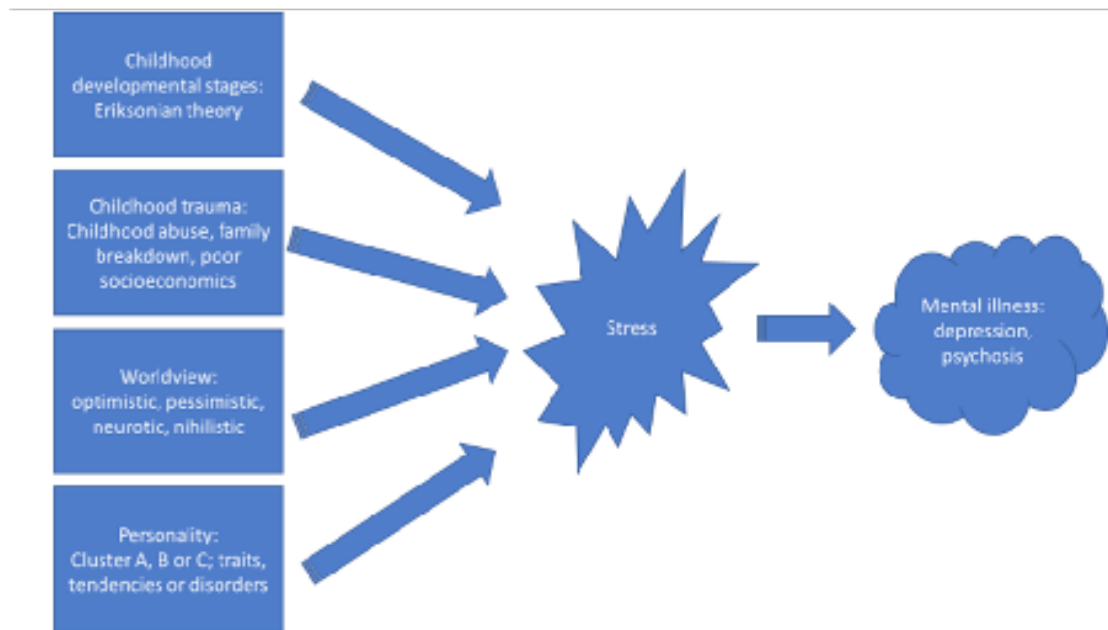 Childhood
developmental stages:
Eriksonian theory
Childhood trauma:
Childhood abuse, family
breakdown, poor
socioeconomics
Worldview:
optimistic, pessimistic,
neurotic, nihilistic
Personality:
Cluster A, B or C; traits,
tendencies or disorders
Stress
Mental illness:
depression,
psychosis